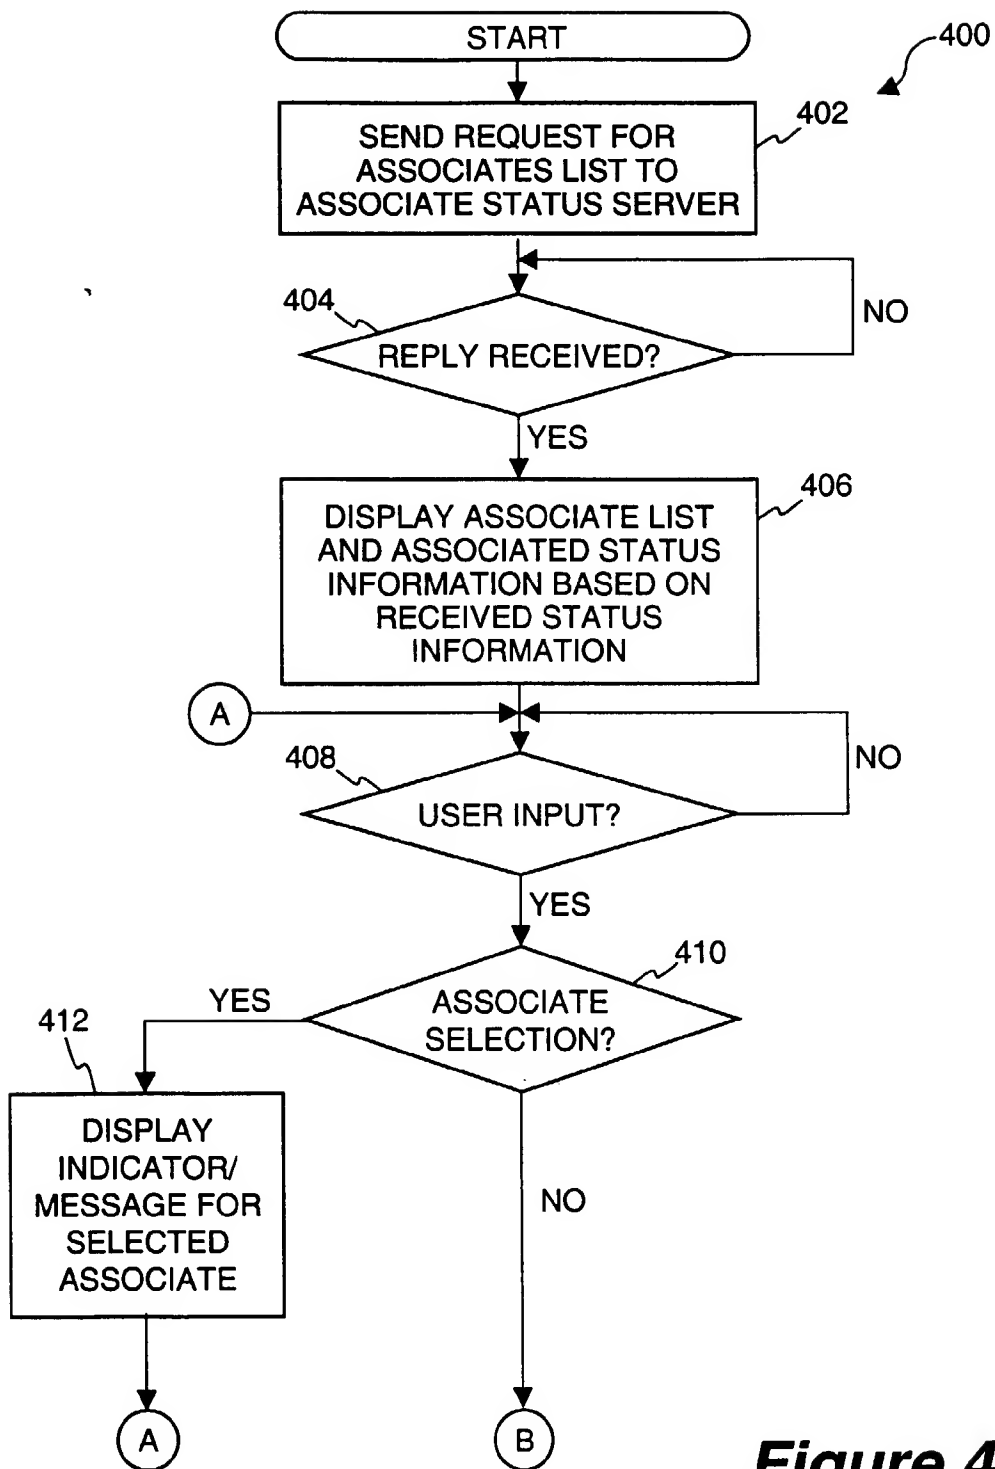 START
400
402
SEND REQUEST FOR
ASSOCIATES LIST TO
ASSOCIATE STATUS SERVER
404
NO
REPLY RECEIVED?
YES
406
DISPLAY ASSOCIATE LIST
AND ASSOCIATED STATUS
INFORMATION BASED ON
RECEIVED STATUS
INFORMATION
A
408
NO
USER INPUT?
YES
410
YES
ASSOCIATE
SELECTION?
412
DISPLAY
INDICATOR/
MESSAGE FOR
SELECTED
ASSOCIATE
NO
A
B
Figure 4